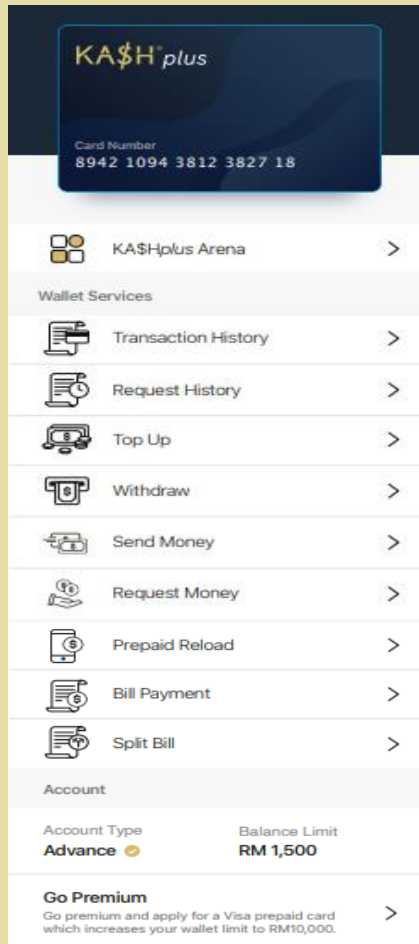 KA$H plus
Card Number
8942 1094 3812 3827 18
KA$Hplus Arena
Wallet Services
Transaction History
Request History
Top Up
Withdraw
Send Money
Request Money
Prepaid Reload
Bill Payment
Split Bill
Account
Account Type Balance Limit
Advance RM 1,500
Go Premium
Go premium and apply for a Visa prepaid card
which increases your wallet limit to RM10,000.